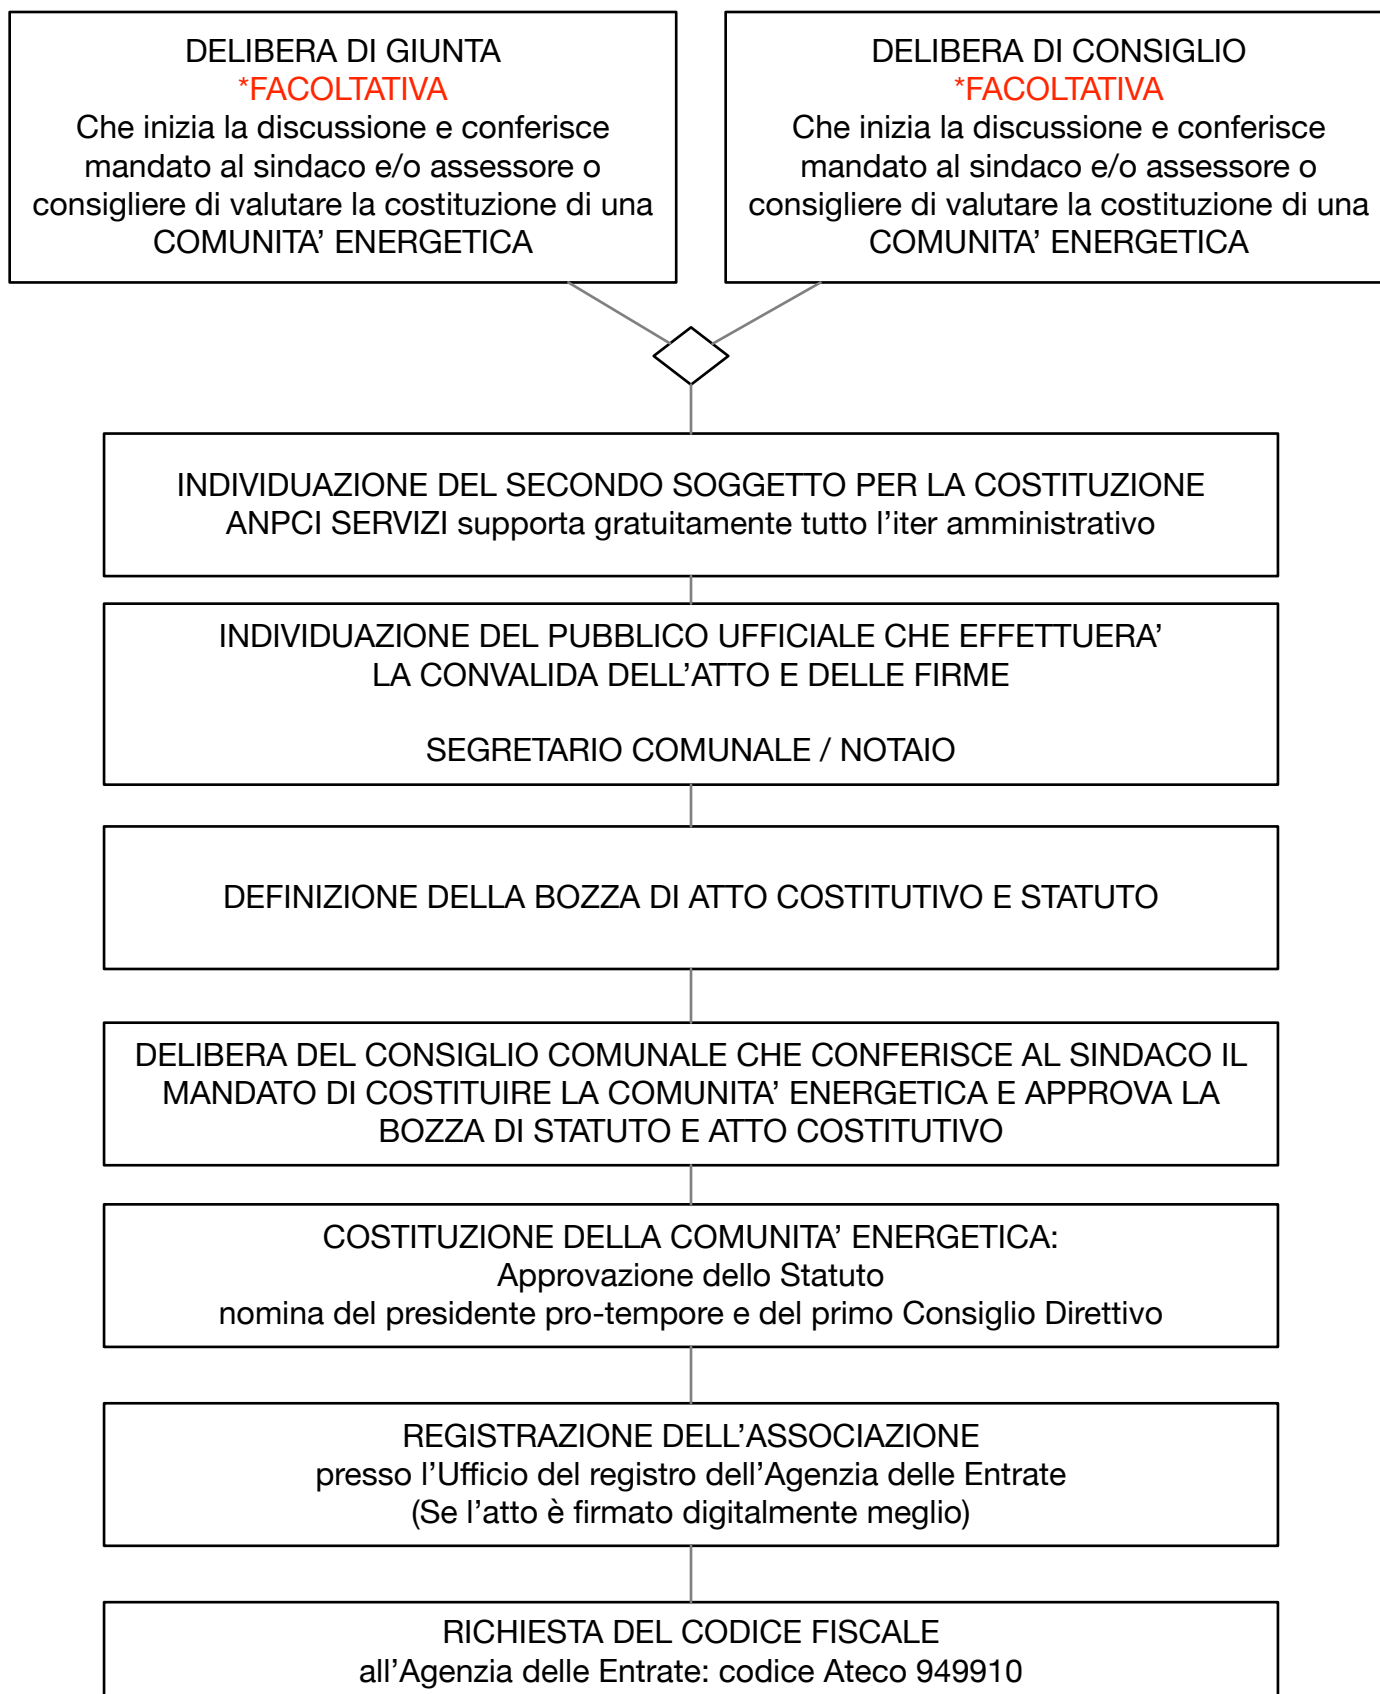 DELIBERA DI GIUNTA
*FACOLTATIVA
Che inizia la discussione e conferisce
mandato al sindaco e/o assessore o
consigliere di valutare la costituzione di una
COMUNITA’ ENERGETICA
DELIBERA DI CONSIGLIO
*FACOLTATIVA
Che inizia la discussione e conferisce
mandato al sindaco e/o assessore o
consigliere di valutare la costituzione di una
COMUNITA’ ENERGETICA
INDIVIDUAZIONE DEL SECONDO SOGGETTO PER LA COSTITUZIONE
ANPCI SERVIZI supporta gratuitamente tutto l’iter amministrativo
INDIVIDUAZIONE DEL PUBBLICO UFFICIALE CHE EFFETTUERA’
LA CONVALIDA DELL’ATTO E DELLE FIRME
SEGRETARIO COMUNALE / NOTAIO
DEFINIZIONE DELLA BOZZA DI ATTO COSTITUTIVO E STATUTO
DELIBERA DEL CONSIGLIO COMUNALE CHE CONFERISCE AL SINDACO IL
MANDATO DI COSTITUIRE LA COMUNITA’ ENERGETICA E APPROVA LA
BOZZA DI STATUTO E ATTO COSTITUTIVO
COSTITUZIONE DELLA COMUNITA’ ENERGETICA:
Approvazione dello Statuto
nomina del presidente pro-tempore e del primo Consiglio Direttivo
REGISTRAZIONE DELL’ASSOCIAZIONE
presso l’Ufficio del registro dell’Agenzia delle Entrate
(Se l’atto è firmato digitalmente meglio)
RICHIESTA DEL CODICE FISCALE
all’Agenzia delle Entrate: codice Ateco 949910